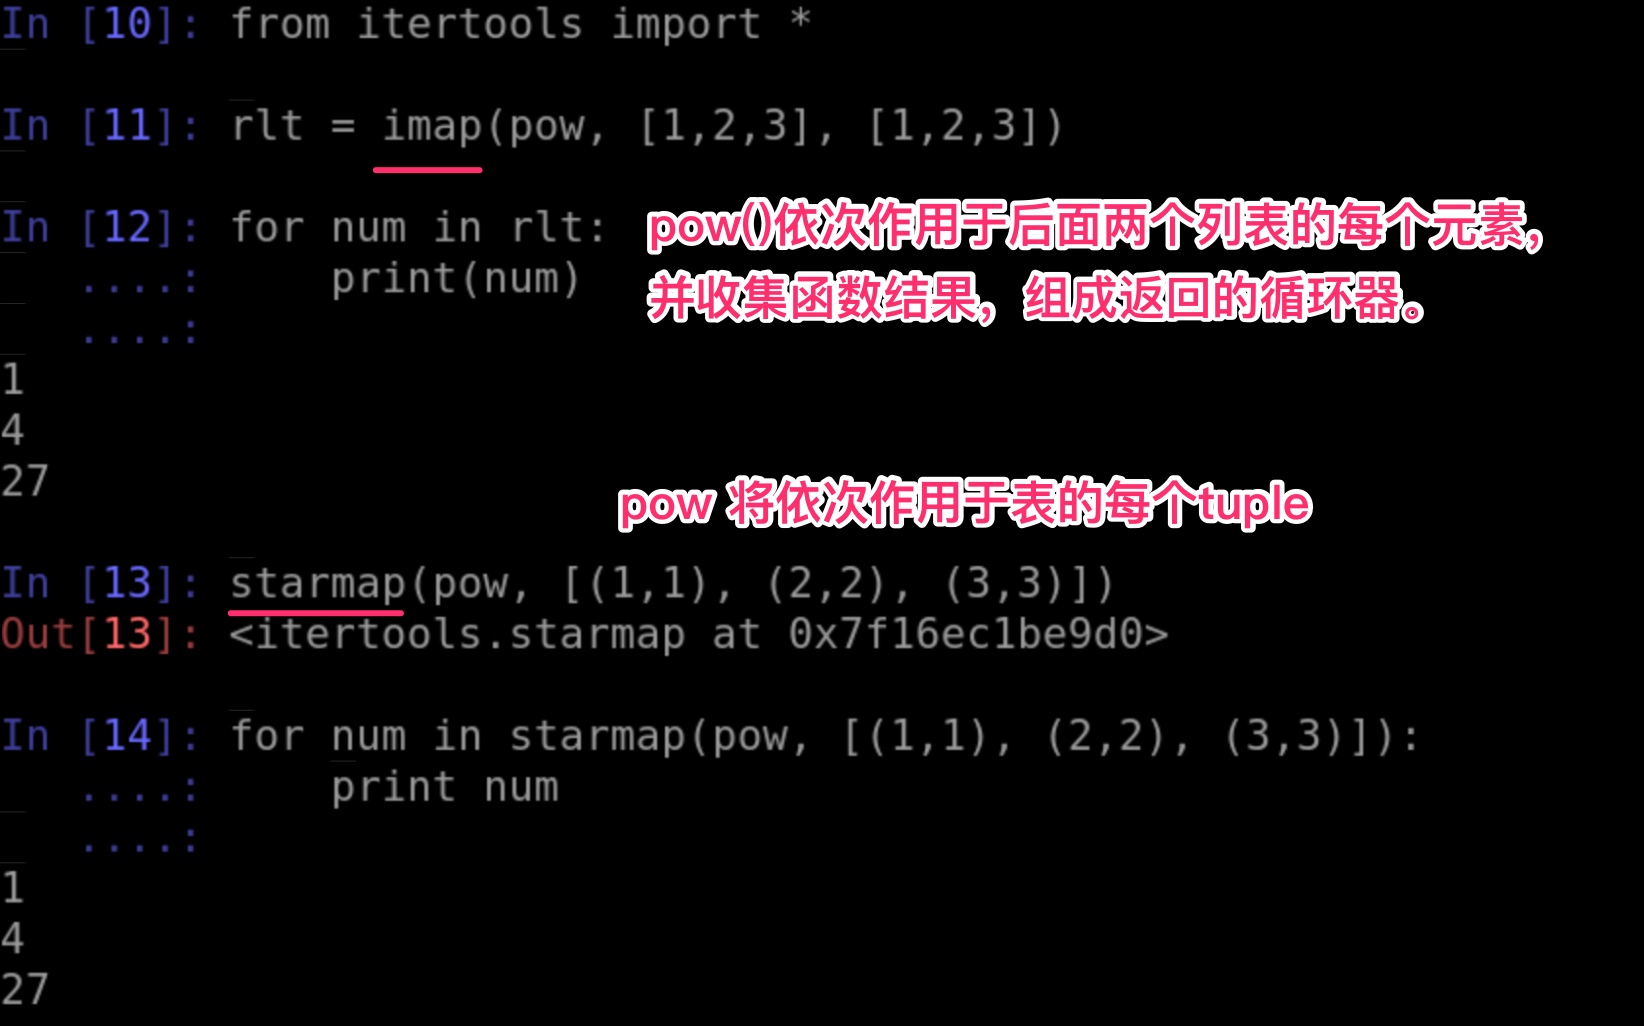 In [10]: from itertools import *
In [11]: rlt = imap(pow, [1,2,3], [1,2,3])
In [12]: for num in rlt:
pow()依次作用于后面两个列表的每个元素,
....:     print(num)
并收集函数结果，组成返回的循环器。
....:
1
4
27
pow 将依次作用于表的每个tuple
In [13]: starmap(pow, [(1,1), (2,2), (3,3)])
Out[13]: <itertools.starmap at 0x7f16ec1be9d0>
In [14]: for num in starmap(pow, [(1,1), (2,2), (3,3)]):
....:     print num
....:
1
4
27